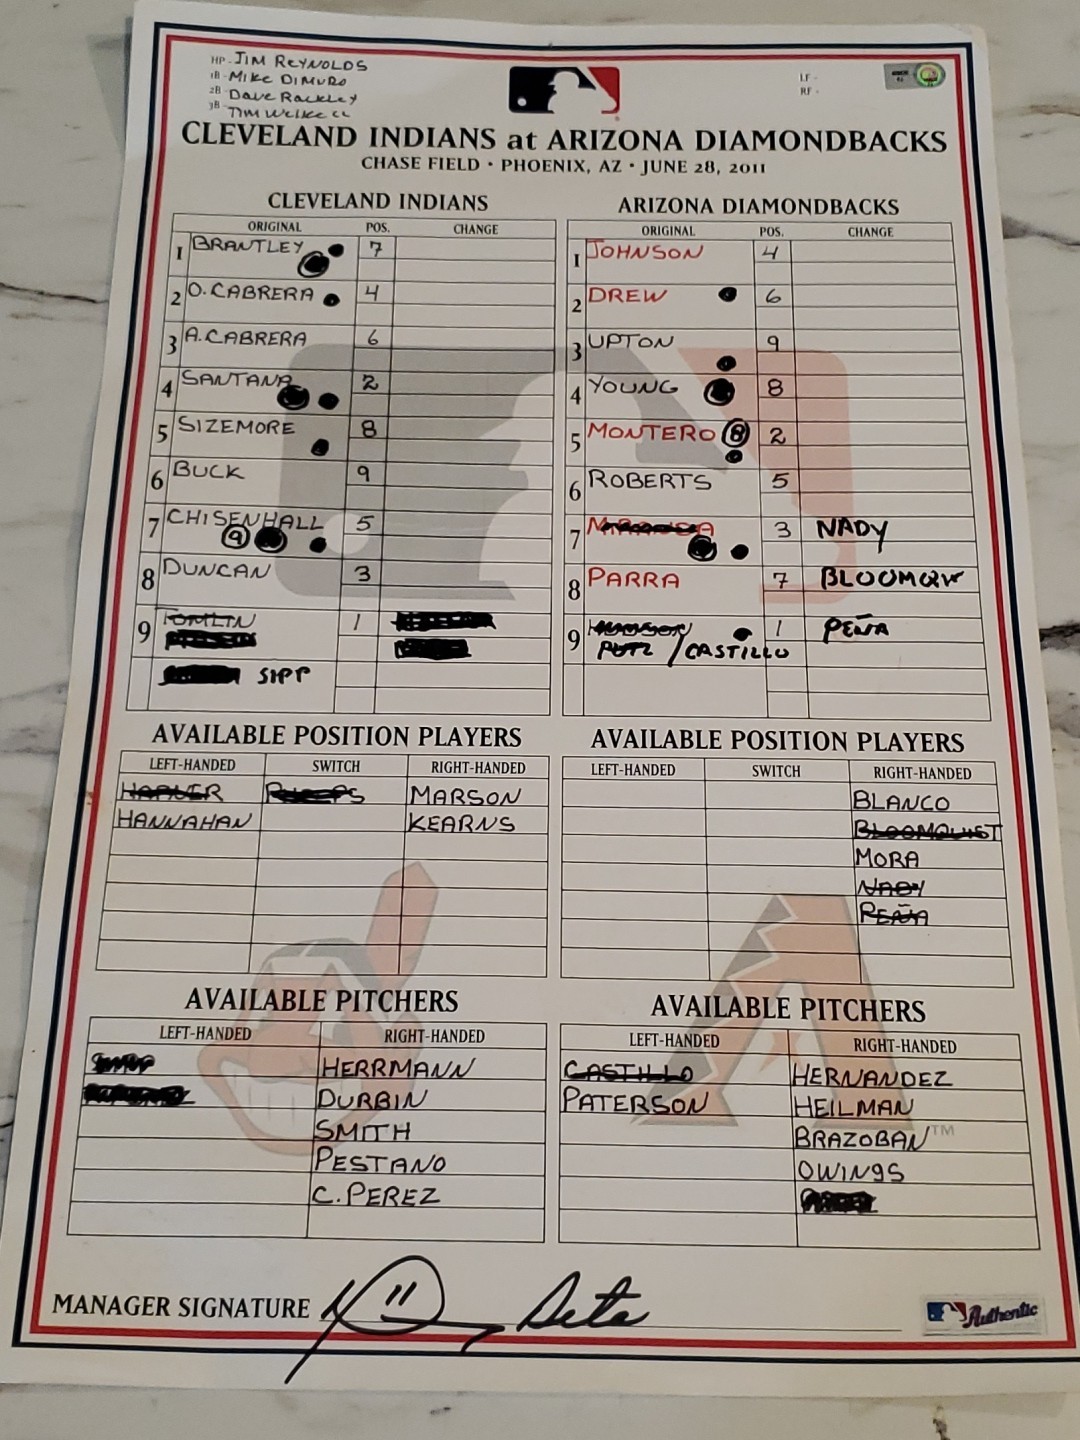 HP - JIM REYNOLDS
1B - MIKE DIMURO
2B - DAVE RACKLEY
3B - TIM WELKE CC
LF -
RF -
CLEVELAND INDIANS at ARIZONA DIAMONDBACKS
CHASE FIELD • PHOENIX, AZ • JUNE 28, 2011
CLEVELAND INDIANS
ORIGINAL POS. CHANGE
1 BRANTLEY 7
2 O. CABRERA 4
3 A. CABRERA 6
4 SANTANA 2
5 SIZEMORE 8
6 BUCK 9
7 CHISENHALL 5
9
8 DUNCAN 3
9 TOMLIN 1
SIPP
ARIZONA DIAMONDBACKS
ORIGINAL POS. CHANGE
1 JOHNSON 4
2 DREW 6
3 UPTON 9
4 YOUNG 8
5 MONTERO 8 2
6 ROBERTS 5
7 MIRANDA 3 NADY
8 PARRA 7 BLOOMQW
9 HUDSON 1 PEÑA
PUTZ / CASTILLO
AVAILABLE POSITION PLAYERS
LEFT-HANDED SWITCH RIGHT-HANDED
HAFNER PHELPS MARSON
HANNAHAN KEARNS
AVAILABLE POSITION PLAYERS
LEFT-HANDED SWITCH RIGHT-HANDED
BLANCO
BLOOMQUIST
MORA
NADY
PEÑA
AVAILABLE PITCHERS
LEFT-HANDED RIGHT-HANDED
HERRMANN
DURBIN
SMITH
PESTANO
C. PEREZ
AVAILABLE PITCHERS
LEFT-HANDED RIGHT-HANDED
CASTILLO HERNANDEZ
PATERSON HEILMAN
BRAZOBAN
OWINGS
TM
MANAGER SIGNATURE
Authentic